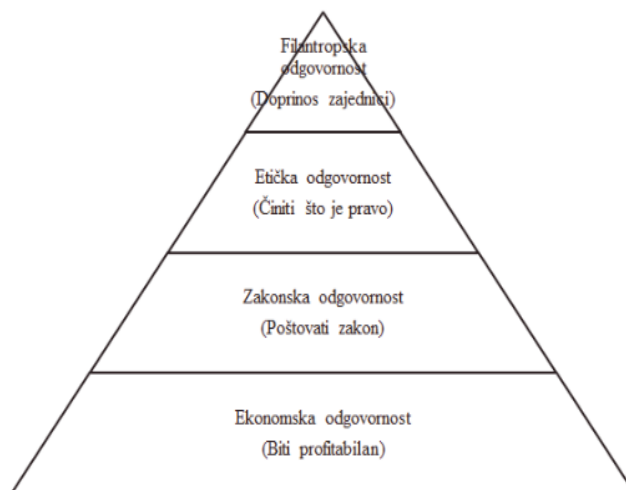 Filantropska
odgovornost
(Doprinos zajednici)
Etička odgovornost
(Činiti što je pravo)
Zakonska odgovornost
(Poštovati zakon)
Ekonomska odgovornost
(Biti profitabilan)